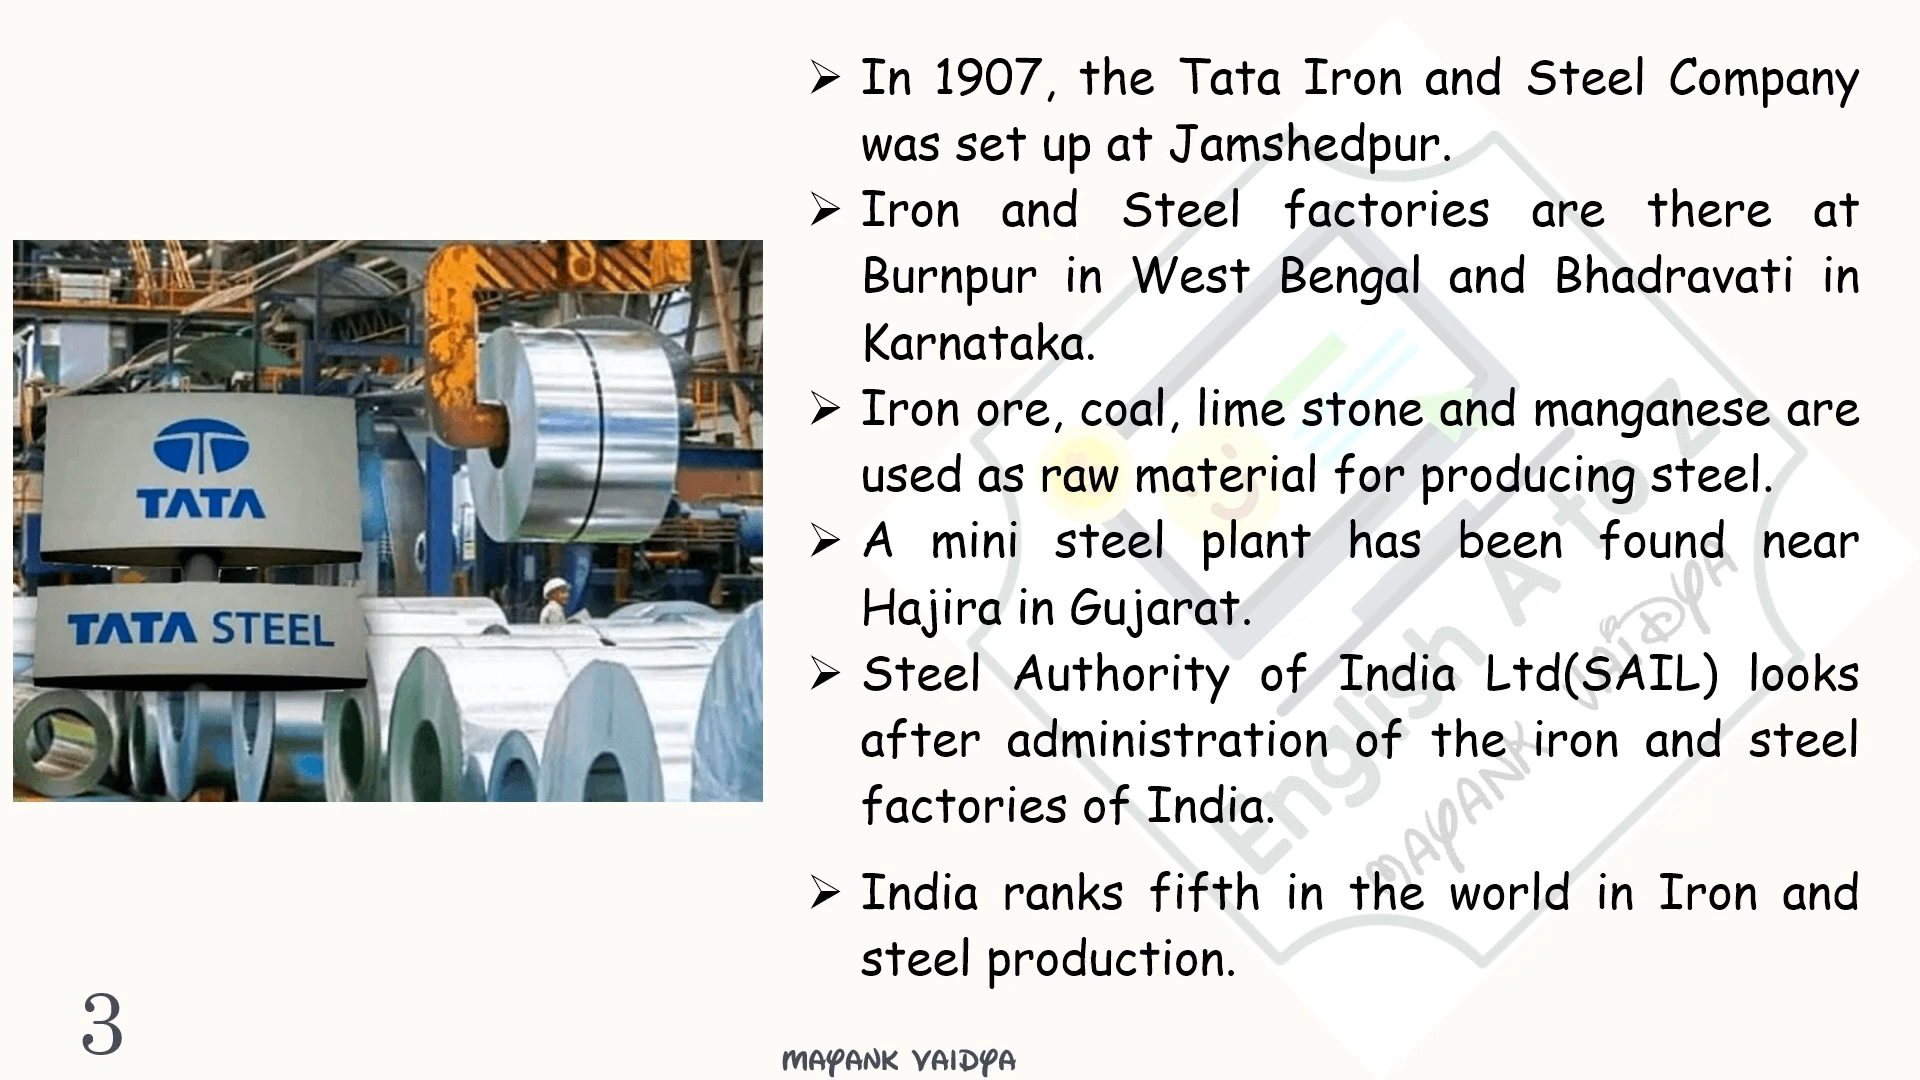 In 1907, the Tata Iron and Steel Company
was set up at Jamshedpur.
Iron and Steel factories are there at
Burnpur in West Bengal and Bhadravati in
Karnataka.
Iron ore, coal, lime stone and manganese are
used as raw material for producing steel.
A mini steel plant has been found near
Hajira in Gujarat.
Steel Authority of India Ltd(SAIL) looks
after administration of the iron and steel
factories of India.
India ranks fifth in the world in Iron and
steel production.
TATA
TATA STEEL
English A to Z
MAYANK VAIDYA
3
MAYANK VAIDYA